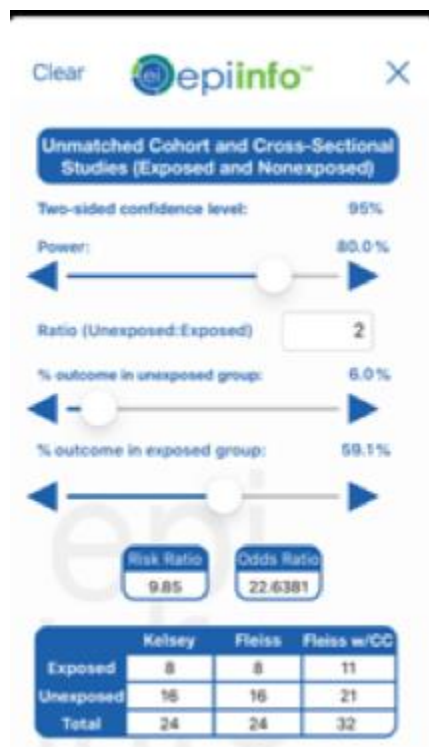 Clear
epiinfo™
Unmatched Cohort and Cross-Sectional
Studies (Exposed and Nonexposed)
Two-sided confidence level: 95%
Power: 80.0%
Ratio (Unexposed:Exposed) 2
% outcome in unexposed group: 6.0%
% outcome in exposed group: 59.1%
Risk Ratio Odds Ratio
9.85 22.6381
Kelsey Fleiss Fleiss w/CC
Exposed 8 8 11
Unexposed 16 16 21
Total 24 24 32